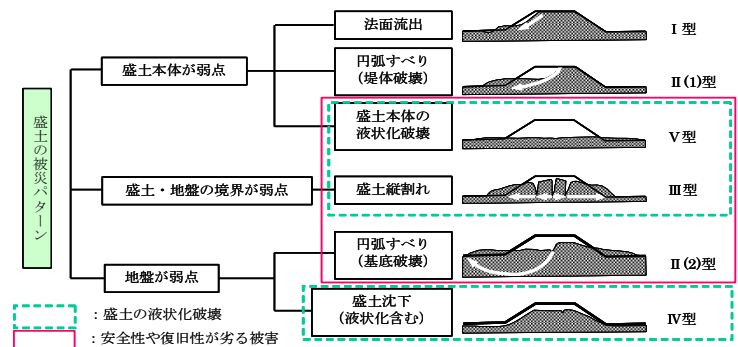 盛土の被災パターン
盛土本体が弱点
法面流出
Ⅰ型
円弧すべり
(堤体破壊)
Ⅱ(1)型
盛土本体の
液状化破壊
Ⅴ型
盛土・地盤の境界が弱点
盛土縦割れ
Ⅲ型
地盤が弱点
円弧すべり
(基底破壊)
Ⅱ(2)型
盛土沈下
(液状化含む)
Ⅳ型
：盛土の液状化破壊
：安全性や復旧性が劣る被害